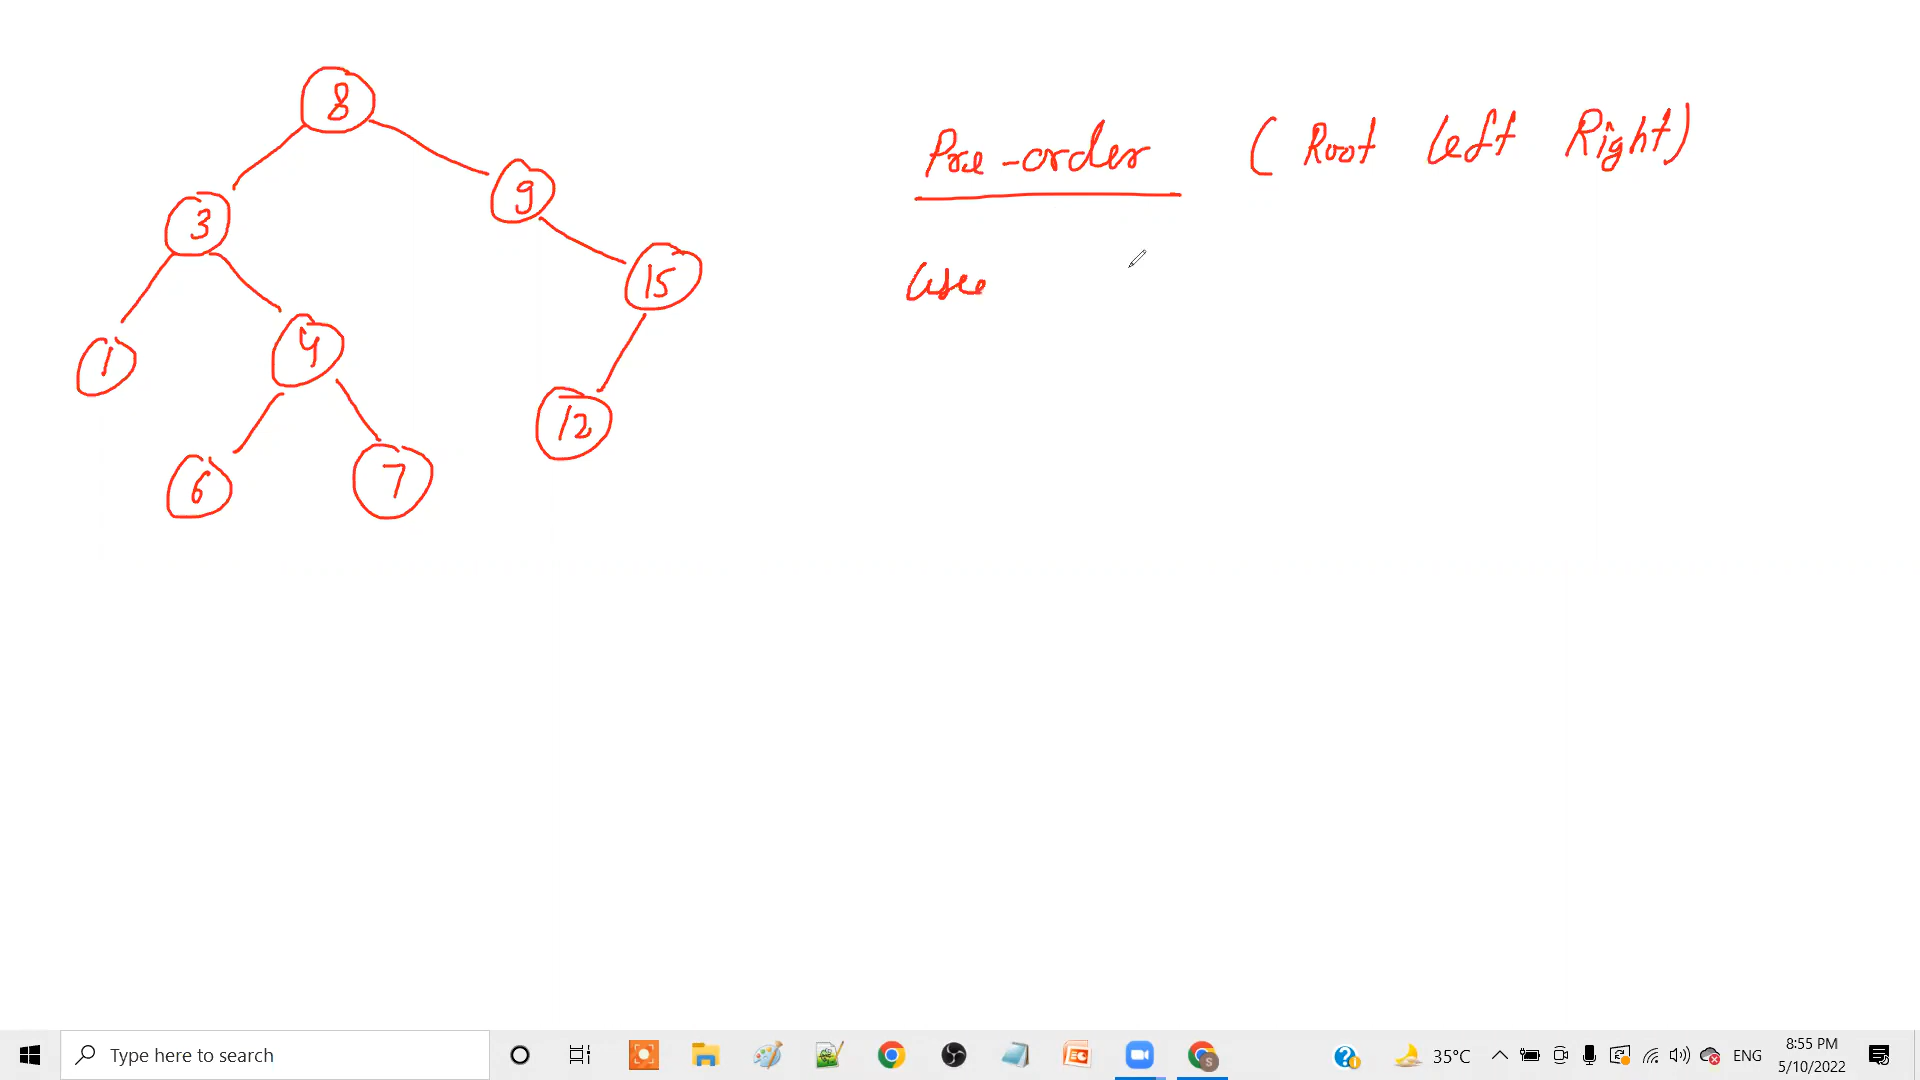 8
Pre-order ( Root Left Right)
9
3
15
use
1
4
12
6
7
Type here to search
35°C
ENG
8:55 PM
5/10/2022